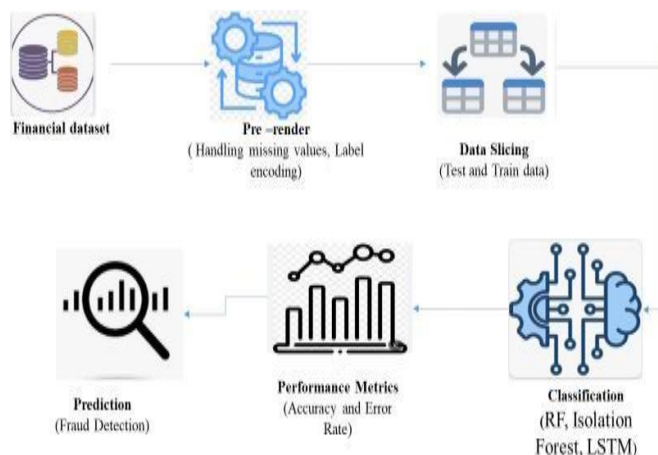 Financial dataset
Pre –render
( Handling missing values, Label
encoding)
Data Slicing
(Test and Train data)
Classification
(RF, Isolation
Forest, LSTM)
Performance Metrics
(Accuracy and Error
Rate)
Prediction
(Fraud Detection)